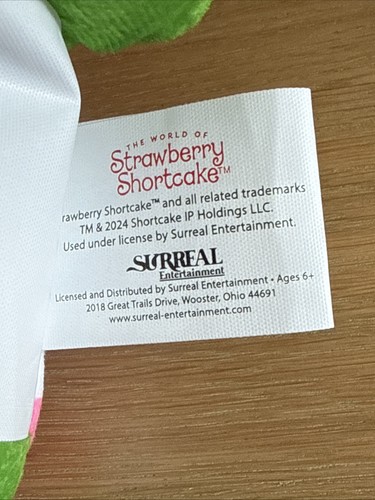 THE WORLD OF
Strawberry
Shortcake™
rawberry Shortcake™ and all related trademarks
TM & 2024 Shortcake IP Holdings LLC.
Used under license by Surreal Entertainment.
SURREAL
Entertainment
Licensed and Distributed by Surreal Entertainment • Ages 6+
2018 Great Trails Drive, Wooster, Ohio 44691
www.surreal-entertainment.com